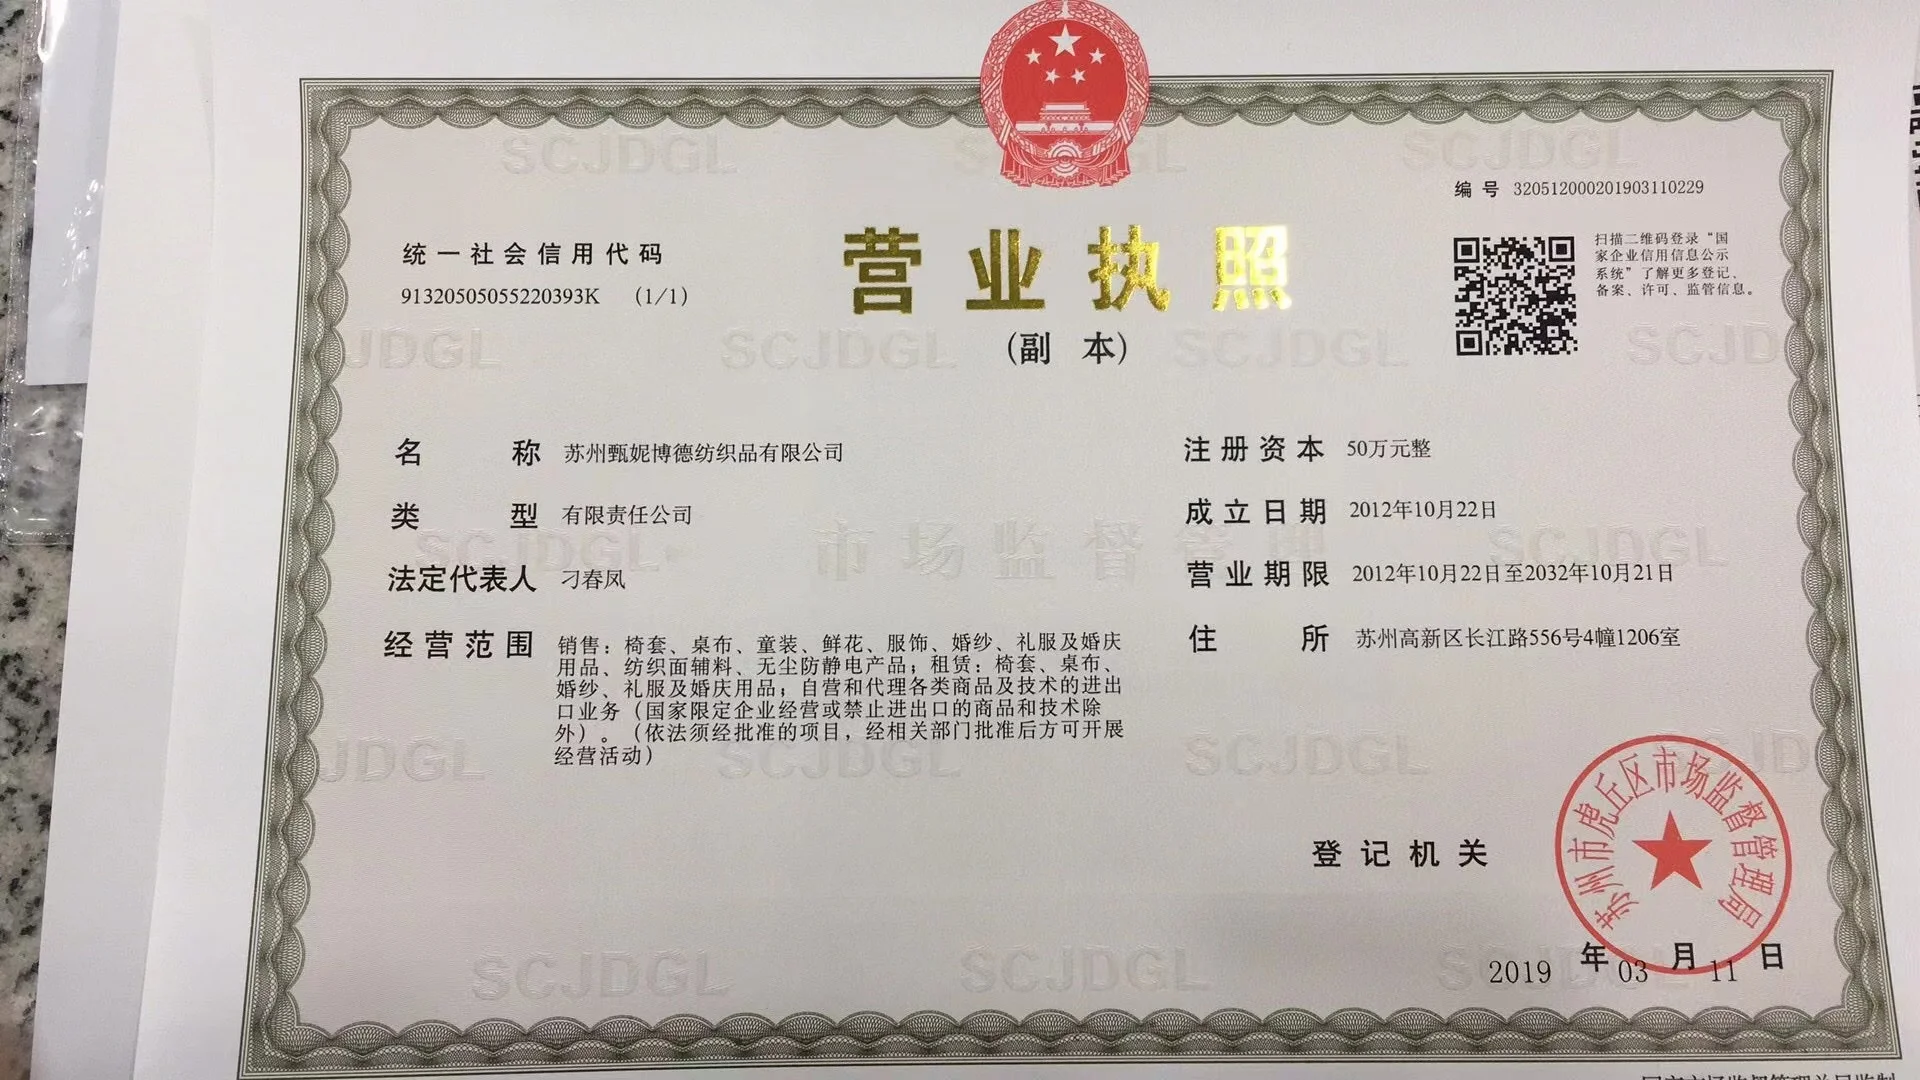 编号 320512000201903110229
统一社会信用代码
91320505055220393K （1/1）
营业执照
（副 本）
扫描二维码登录“国
家企业信用信息公示
系统”了解更多登记、
备案、许可、监管信息。
名称 苏州甄妮博德纺织品有限公司
类型 有限责任公司
法定代表人 刁春凤
经营范围 销售：椅套、桌布、童装、鲜花、服饰、婚纱、礼服及婚庆
用品、纺织面辅料、无尘防静电产品；租赁：椅套、桌布、
婚纱、礼服及婚庆用品；自营和代理各类商品及技术的进出
口业务（国家限定企业经营或禁止进出口的商品和技术除
外）。（依法须经批准的项目，经相关部门批准后方可开展
经营活动）
注册资本 50万元整
成立日期 2012年10月22日
营业期限 2012年10月22日至2032年10月21日
住所 苏州高新区长江路556号4幢1206室
登记机关
苏州市虎丘区市场监督管理局
2019 年 03 月 11 日
SCJDGL
市场监督管理